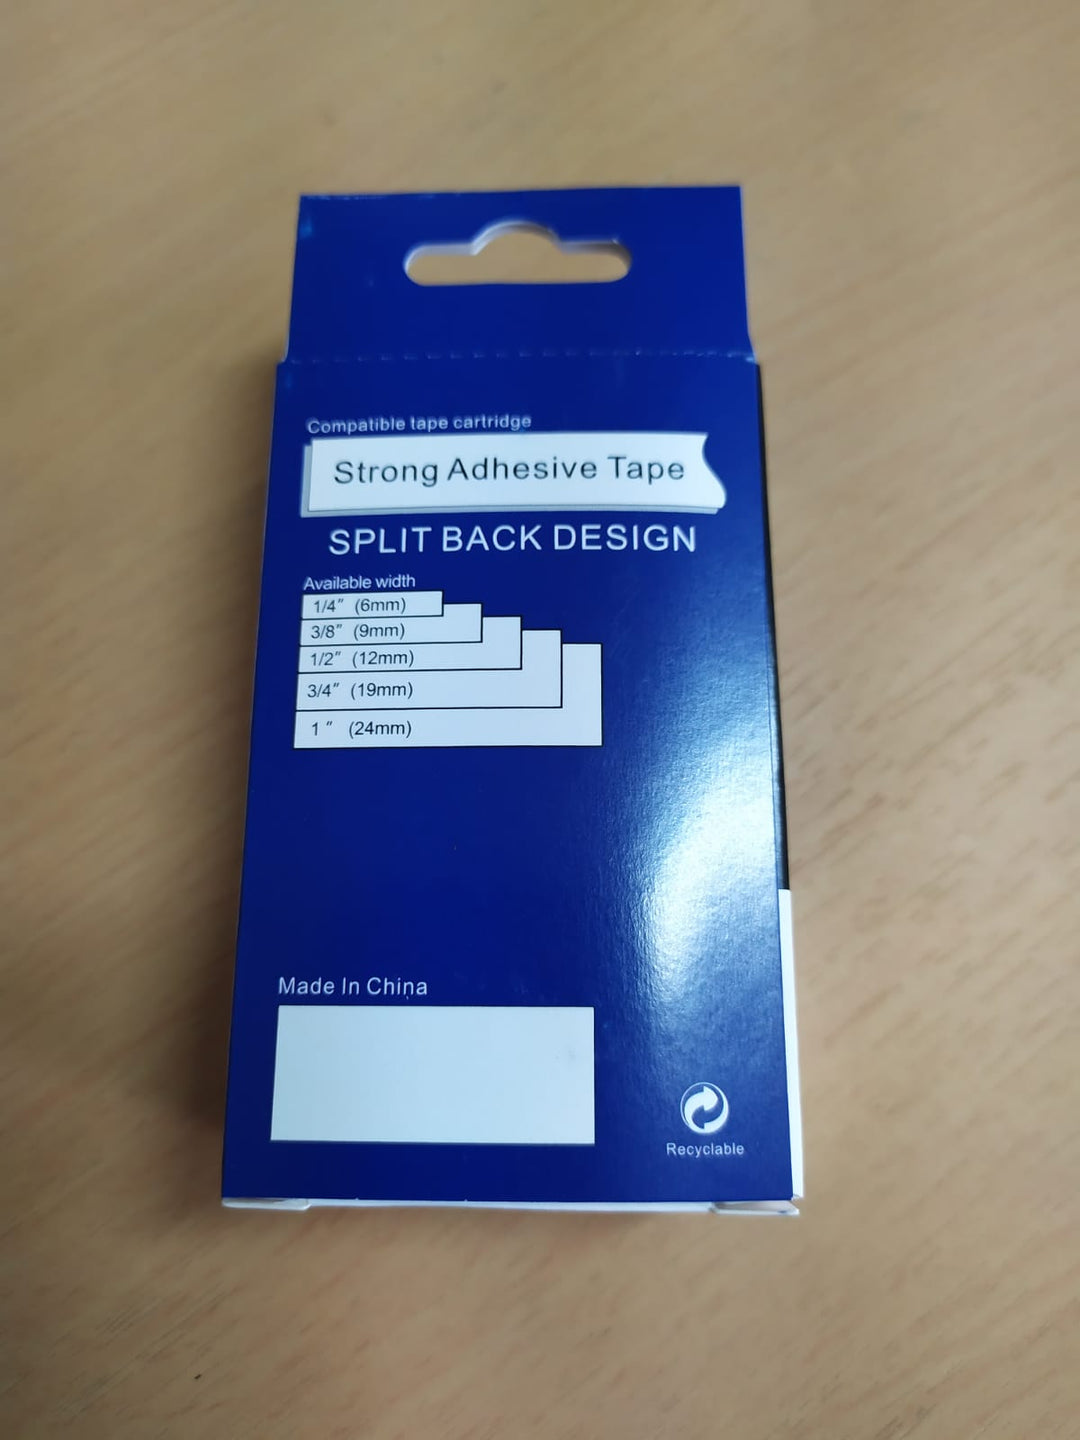 Compatible tape cartridge
Strong Adhesive Tape
SPLIT BACK DESIGN
Available width
1/4" (6mm)
3/8" (9mm)
1/2" (12mm)
3/4" (19mm)
1 " (24mm)
Made In China
Recyclable